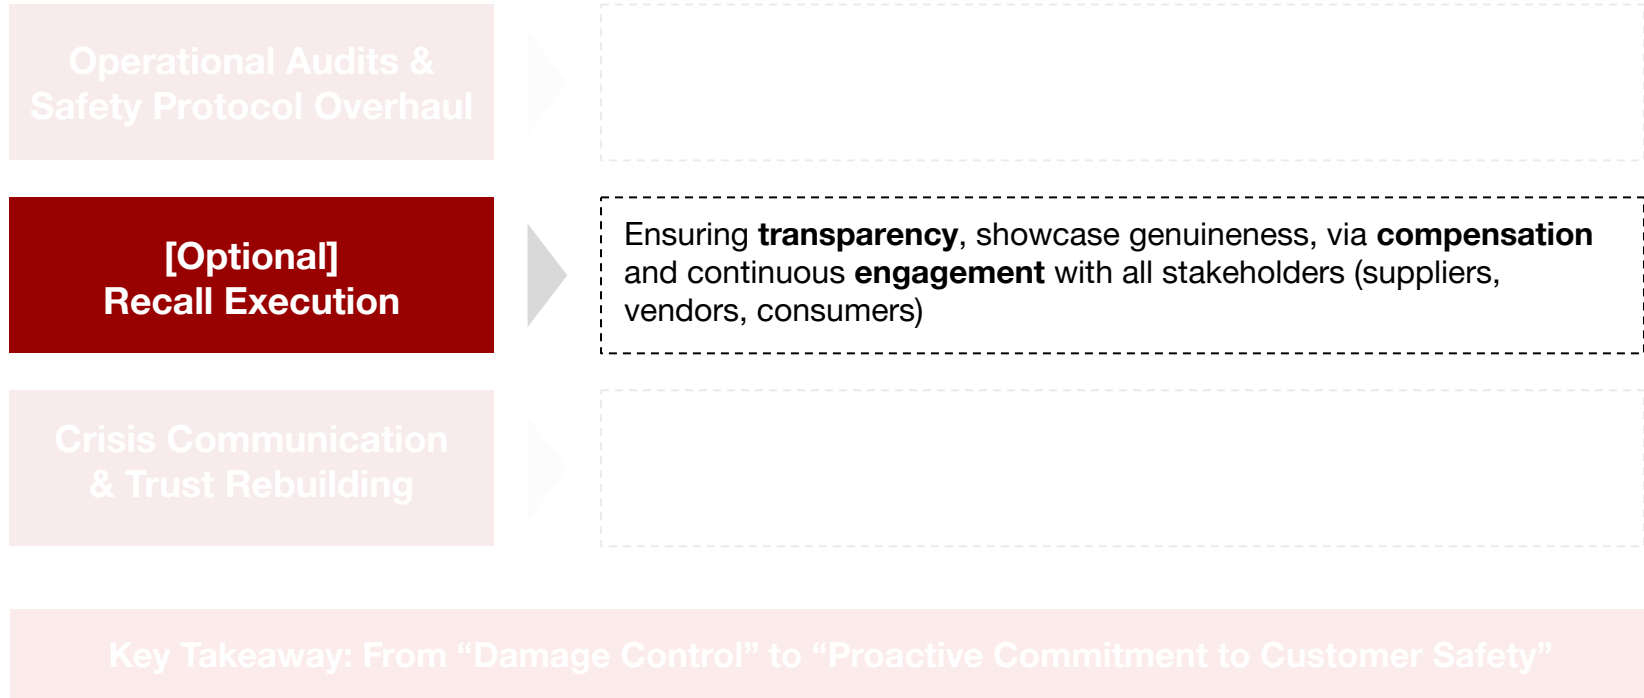 Operational Audits &
Safety Protocol Overhaul
[Optional]
Recall Execution
Ensuring transparency, showcase genuineness, via compensation
and continuous engagement with all stakeholders (suppliers,
vendors, consumers)
Crisis Communication
& Trust Rebuilding
Key Takeaway: From “Damage Control” to “Proactive Commitment to Customer Safety”